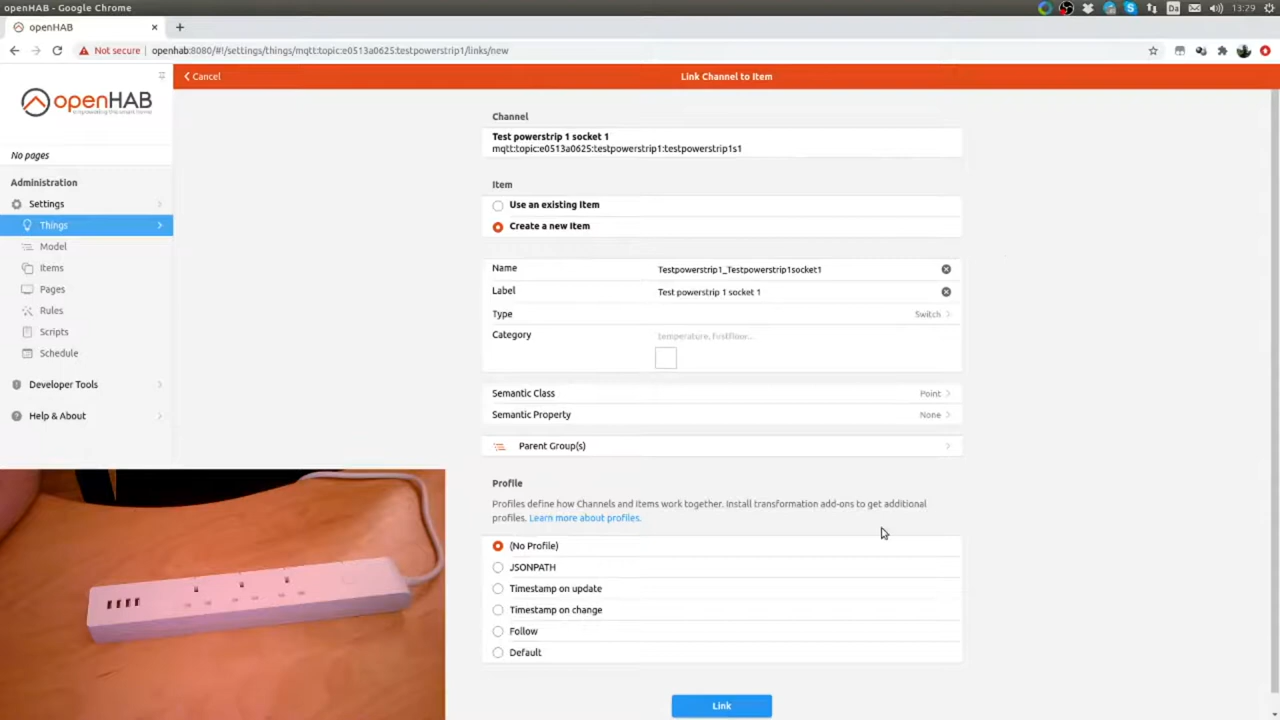 openHAB - Google Chrome
Da
13:29
openHAB
Not secure
openhab:8080/#!/settings/things/mqtt:topic:e0513a0625:testpowerstrip1/links/new
openHAB
Cancel
Link Channel to Item
No pages
Administration
Settings
Things
Model
Items
Pages
Rules
Scripts
Schedule
Developer Tools
Help & About
Channel
Test powerstrip 1 socket 1
mqtt:topic:e0513a0625:testpowerstrip1:testpowerstrip1s1
Item
Use an existing Item
Create a new Item
Name
Testpowerstrip1_Testpowerstrip1socket1
Label
Test powerstrip 1 socket 1
Type
Switch
Category
temperature, firstfloor...
Semantic Class
Point
Semantic Property
None
Parent Group(s)
Profile
Profiles define how Channels and Items work together. Install transformation add-ons to get additional
profiles. Learn more about profiles.
(No Profile)
JSONPATH
Timestamp on update
Timestamp on change
Follow
Default
Link